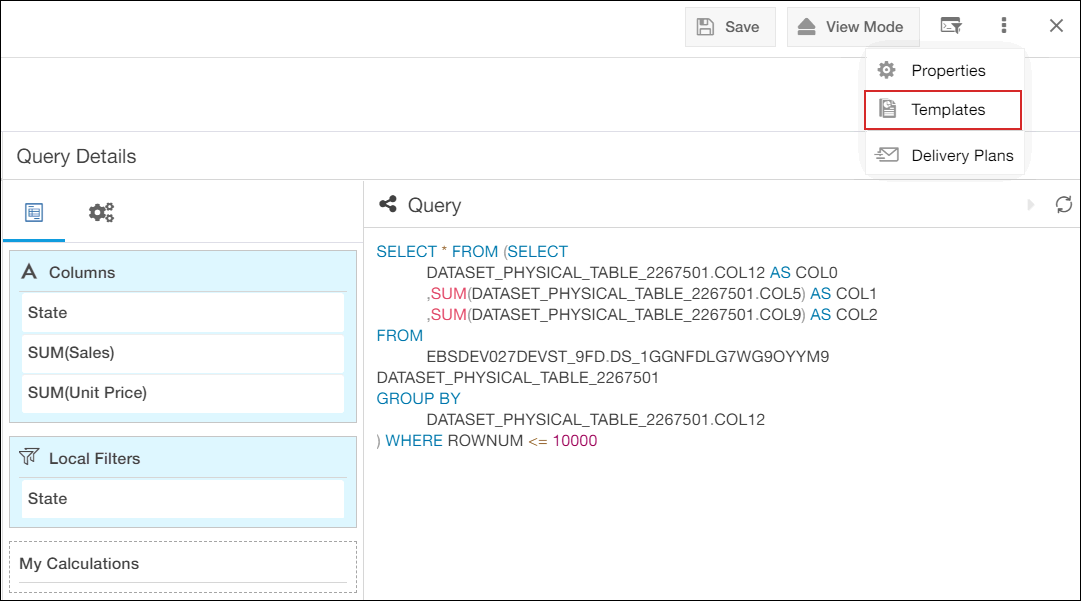 Save
View Mode
Properties
Templates
Delivery Plans
Query Details
Columns
State
SUM(Sales)
SUM(Unit Price)
Local Filters
State
My Calculations
Query
SELECT * FROM (SELECT
DATASET_PHYSICAL_TABLE_2267501.COL12 AS COL0
,SUM(DATASET_PHYSICAL_TABLE_2267501.COL5) AS COL1
,SUM(DATASET_PHYSICAL_TABLE_2267501.COL9) AS COL2
FROM
EBSDEV027DEVST_9FD.DS_1GGNFDLG7WG9OYYM9
DATASET_PHYSICAL_TABLE_2267501
GROUP BY
DATASET_PHYSICAL_TABLE_2267501.COL12
) WHERE ROWNUM <= 10000